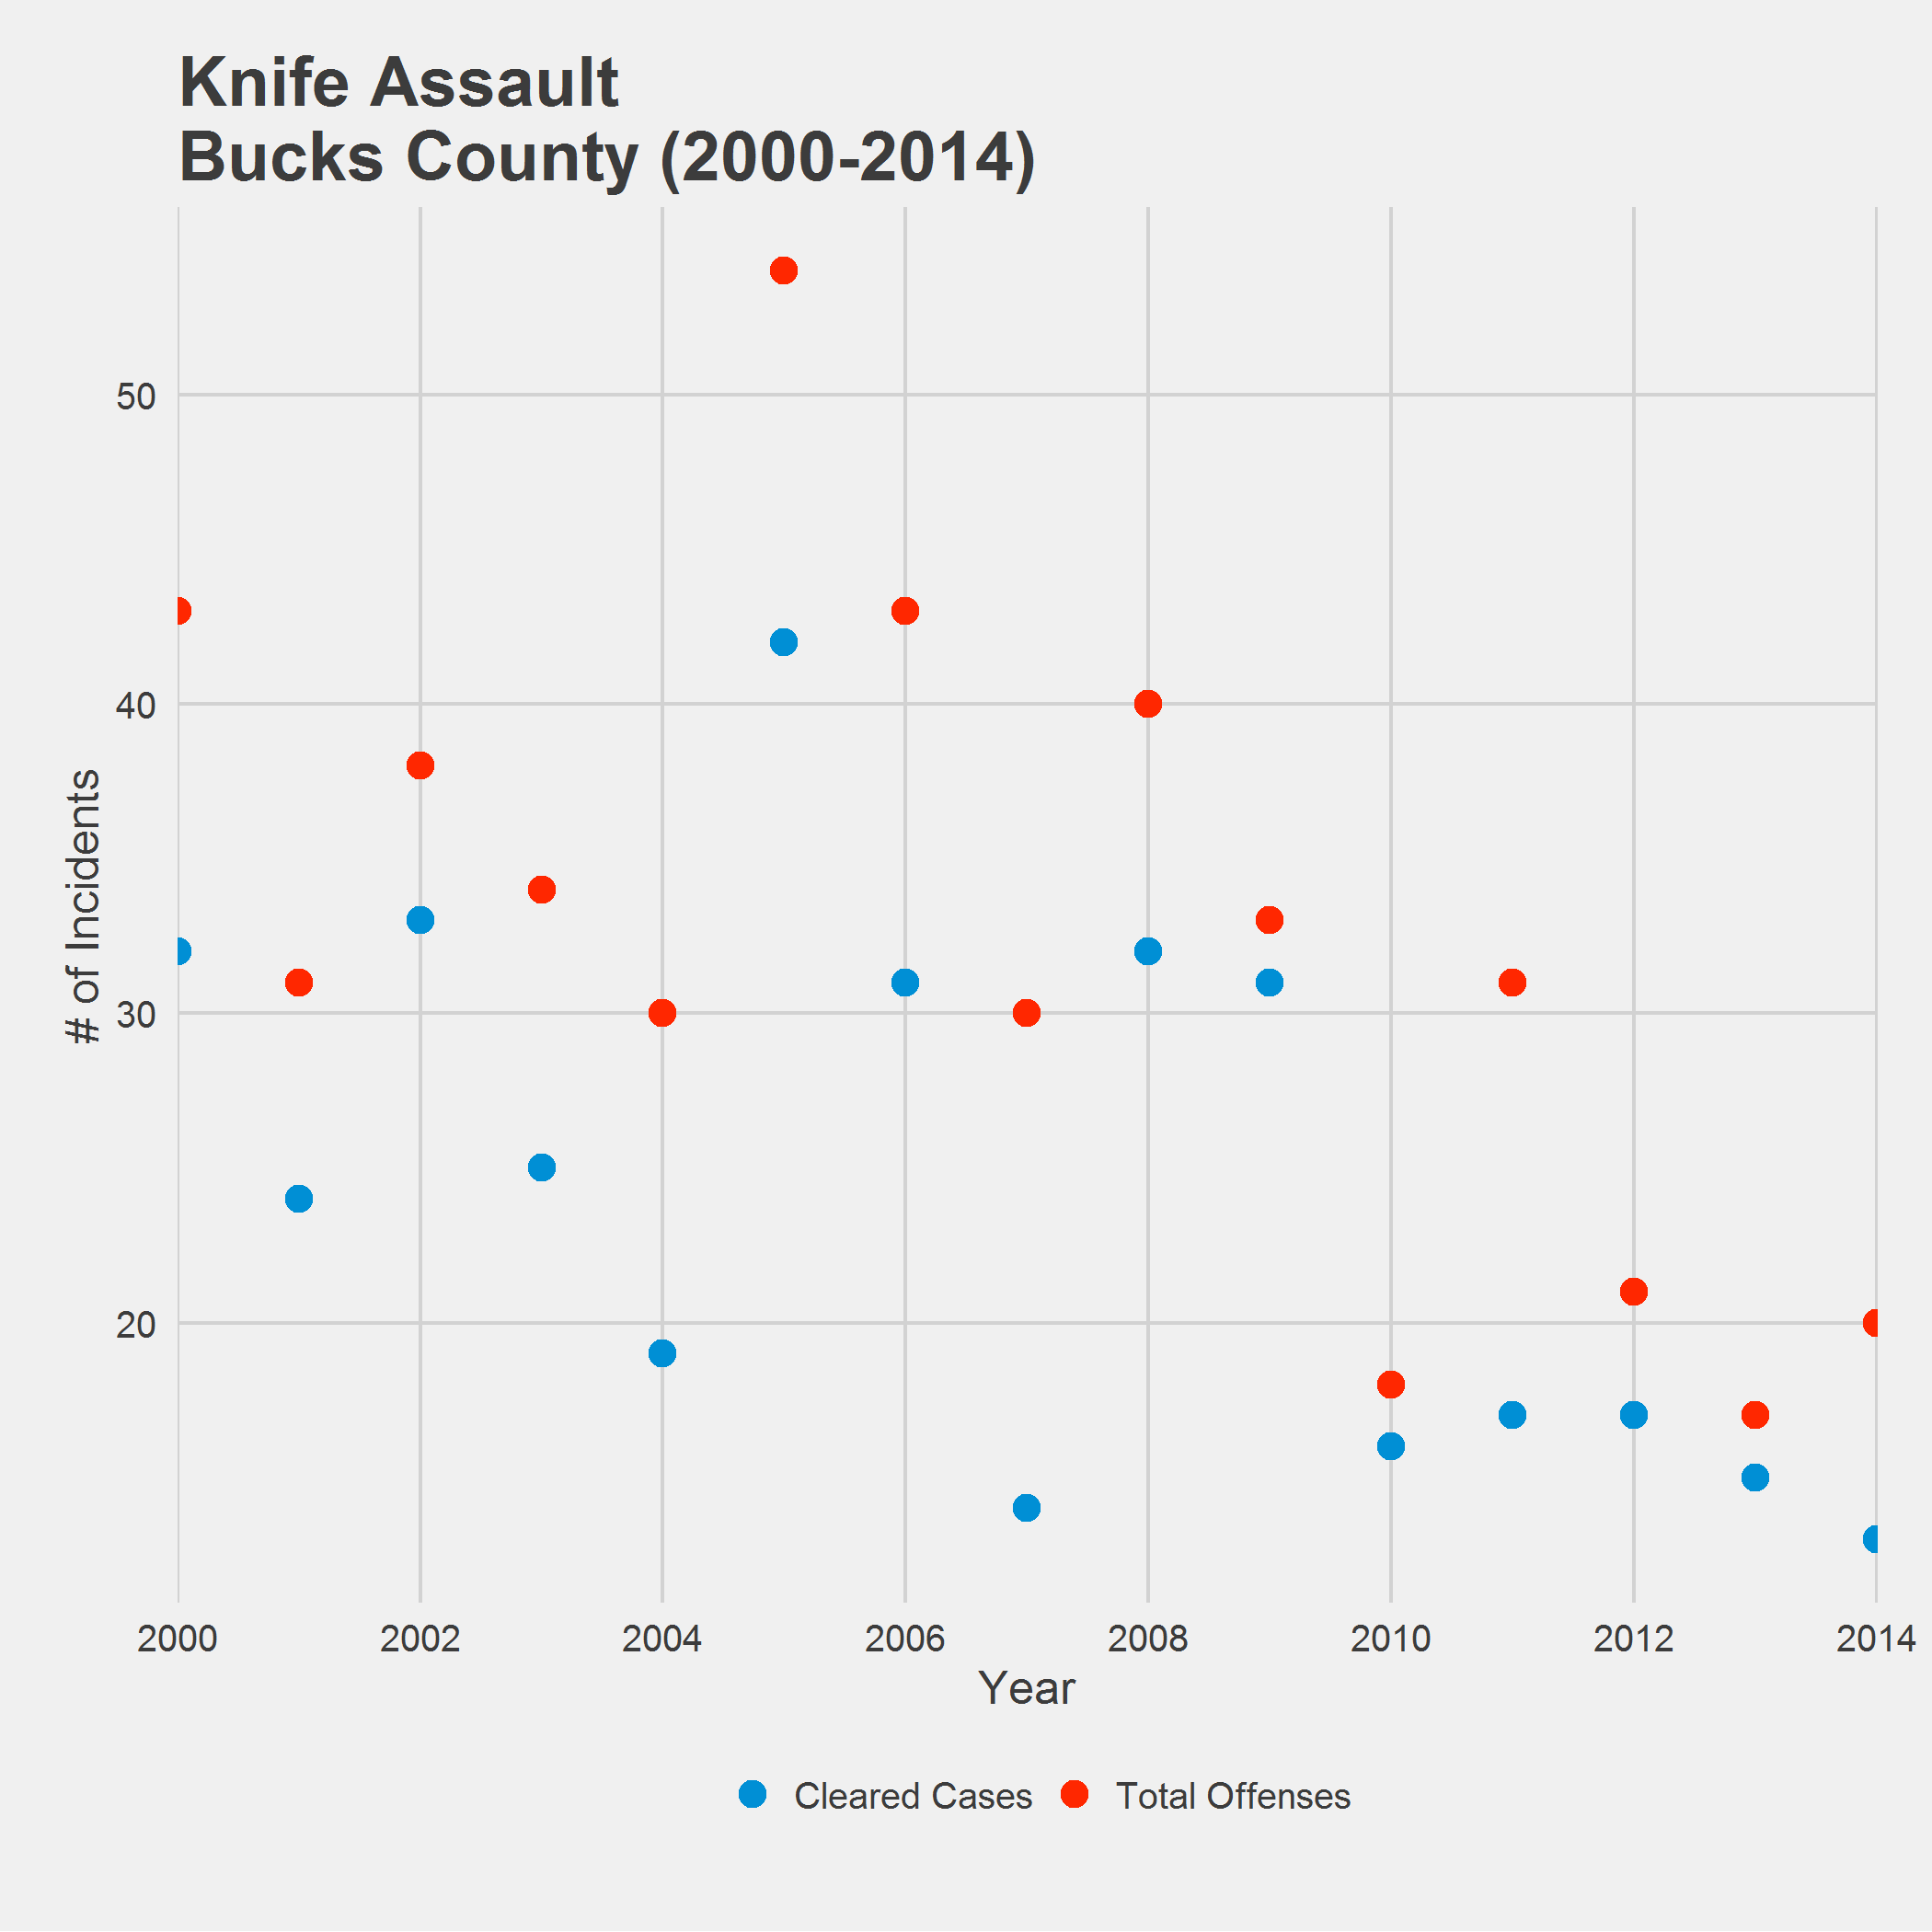 Knife Assault
Bucks County (2000-2014)
50
40
30
20
# of Incidents
2000 2002 2004 2006 2008 2010 2012 2014
Year
Cleared Cases Total Offenses